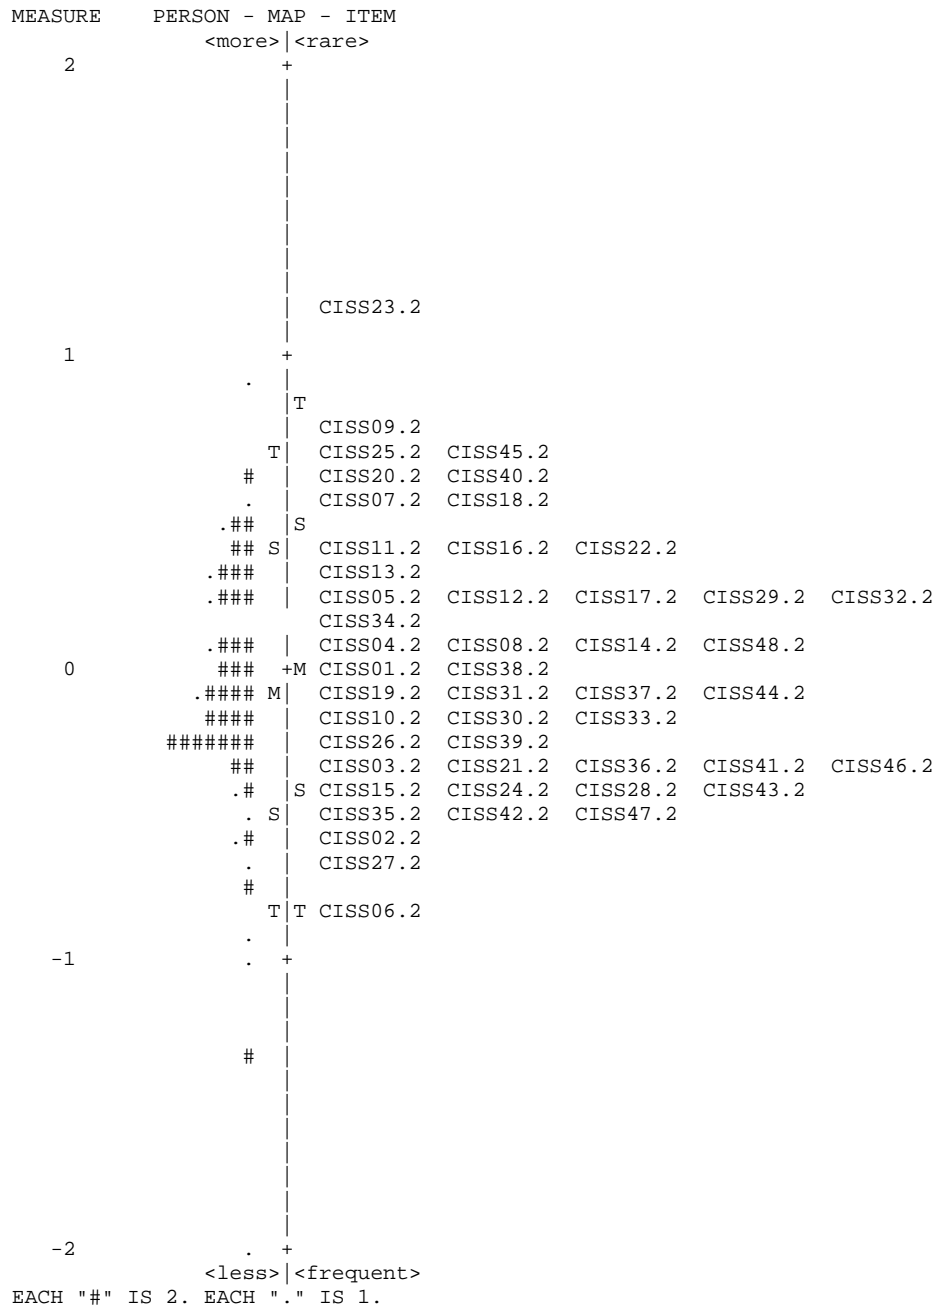 MEASURE PERSON - MAP - ITEM
<more>|<rare>
2 +
|
|
|
|
|
|
|
|
|
| CISS23.2
|
1 +
. |
|T
| CISS09.2
T| CISS25.2 CISS45.2
# | CISS20.2 CISS40.2
. | CISS07.2 CISS18.2
.## |S
## S| CISS11.2 CISS16.2 CISS22.2
.### | CISS13.2
.### | CISS05.2 CISS12.2 CISS17.2 CISS29.2 CISS32.2
CISS34.2
.### | CISS04.2 CISS08.2 CISS14.2 CISS48.2
0 ### +M CISS01.2 CISS38.2
.#### M| CISS19.2 CISS31.2 CISS37.2 CISS44.2
#### | CISS10.2 CISS30.2 CISS33.2
####### | CISS26.2 CISS39.2
## | CISS03.2 CISS21.2 CISS36.2 CISS41.2 CISS46.2
.# |S CISS15.2 CISS24.2 CISS28.2 CISS43.2
. S| CISS35.2 CISS42.2 CISS47.2
.# | CISS02.2
. | CISS27.2
# |
T|T CISS06.2
. |
-1 . +
|
|
|
# |
|
|
|
|
|
|
|
-2 . +
<less>|<frequent>
EACH "#" IS 2. EACH "." IS 1.